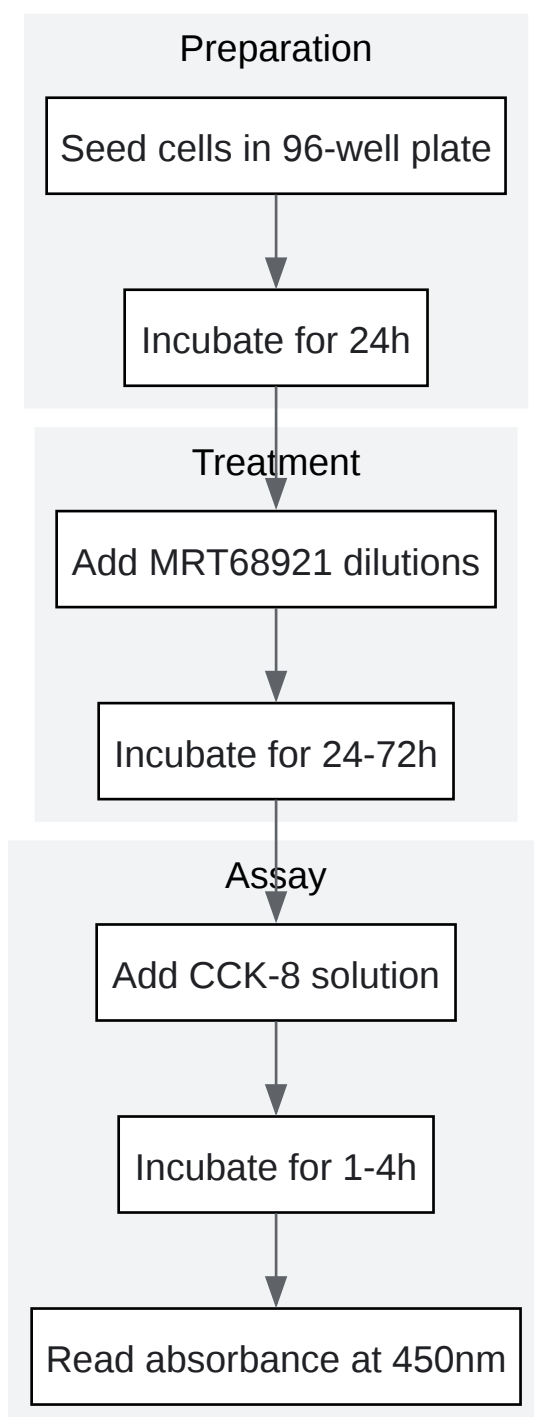 Preparation
Seed cells in 96-well plate
Incubate for 24h
Treatment
Add MRT68921 dilutions
Incubate for 24-72h
Assay
Add CCK-8 solution
Incubate for 1-4h
Read absorbance at 450nm